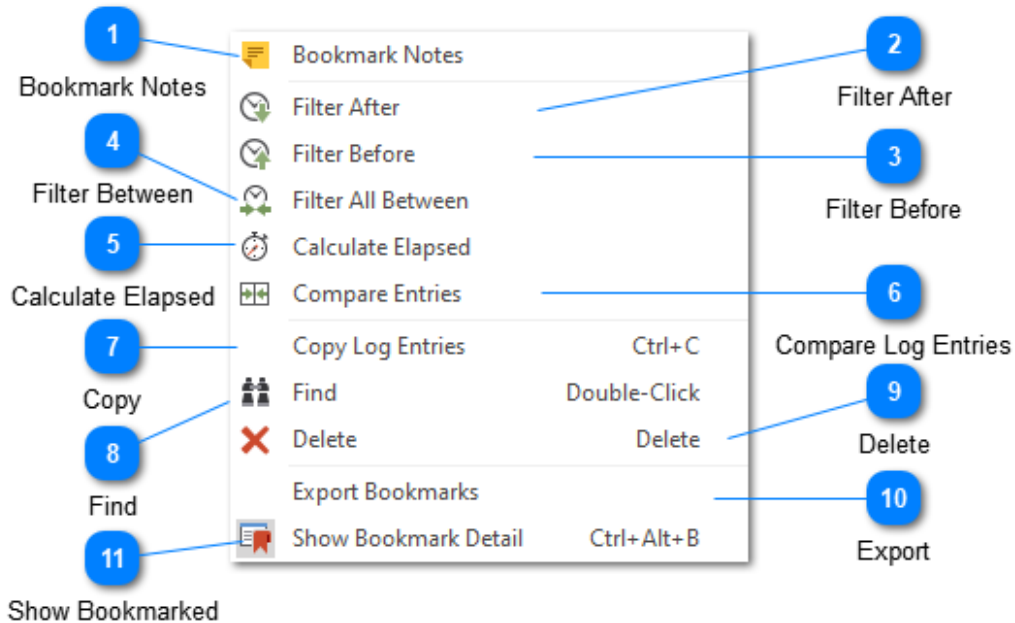 1
Bookmark Notes
Bookmark Notes
2
Filter After
Filter After
4
Filter Between
Filter Before
3
Filter Before
Filter All Between
5
Calculate Elapsed
Calculate Elapsed
Compare Entries
6
Compare Log Entries
7
Copy
Copy Log Entries Ctrl+C
Find Double-Click
8
Find
Delete Delete
9
Delete
Export Bookmarks
10
Export
Show Bookmark Detail Ctrl+Alt+B
11
Show Bookmarked